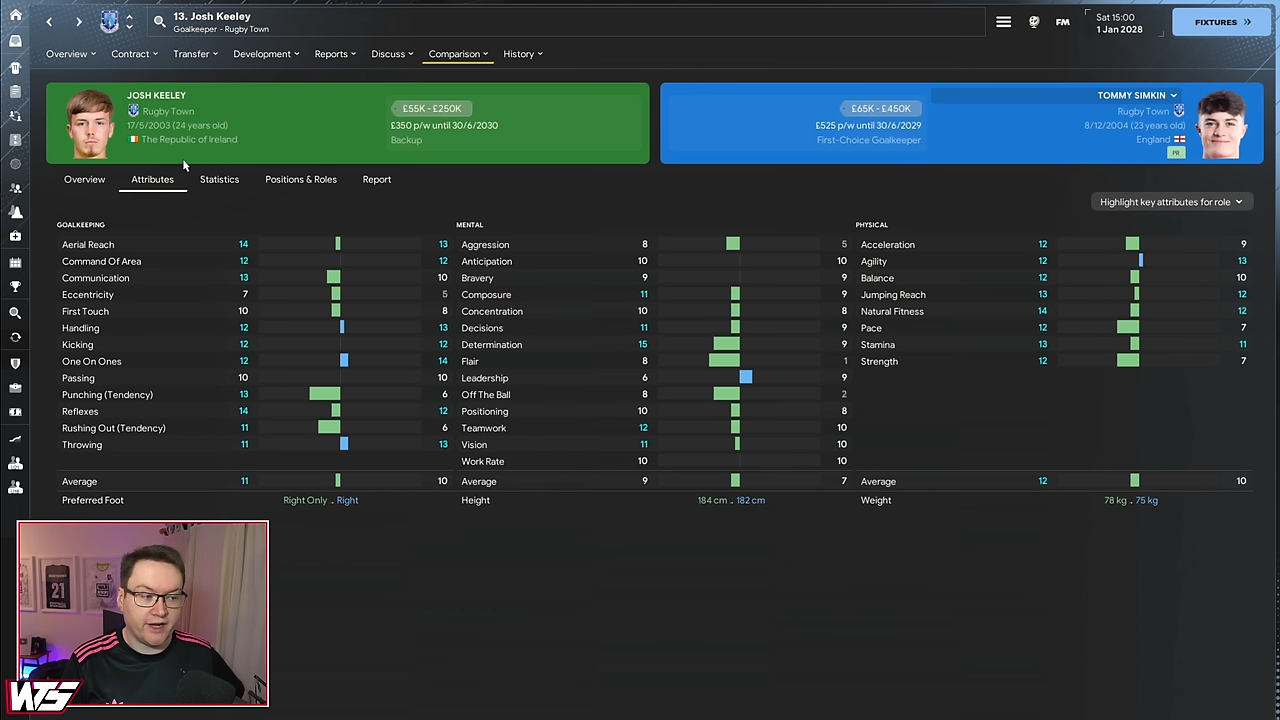 13. Josh Keeley
Goalkeeper - Rugby Town
FM
Sat 15:00
1 Jan 2028
FIXTURES
Overview
Contract
Transfer
Development
Reports
Discuss
Comparison
History
JOSH KEELEY
Rugby Town
17/5/2003 (24 years old)
The Republic of Ireland
£55K - £250K
£350 p/w until 30/6/2030
Backup
£65K - £450K
£525 p/w until 30/6/2029
First-Choice Goalkeeper
TOMMY SIMKIN
Rugby Town
8/12/2004 (23 years old)
England
PR
Overview
Attributes
Statistics
Positions & Roles
Report
Highlight key attributes for role
GOALKEEPING
Aerial Reach 14 13
Command Of Area 12 12
Communication 13 10
Eccentricity 7 5
First Touch 10 8
Handling 12 13
Kicking 12 12
One On Ones 12 14
Passing 10 10
Punching (Tendency) 13 6
Reflexes 14 12
Rushing Out (Tendency) 11 6
Throwing 11 13
Average 11 10
Preferred Foot Right Only - Right
MENTAL
Aggression 8 5
Anticipation 10 10
Bravery 9 9
Composure 11 9
Concentration 10 8
Decisions 11 9
Determination 15 9
Flair 8 1
Leadership 6 9
Off The Ball 8 2
Positioning 10 8
Teamwork 12 10
Vision 11 10
Work Rate 10 10
Average 9 7
Height 184 cm - 182 cm
PHYSICAL
Acceleration 12 9
Agility 12 13
Balance 12 10
Jumping Reach 13 12
Natural Fitness 14 12
Pace 12 7
Stamina 13 11
Strength 12 7
Average 12 10
Weight 78 kg - 75 kg
21
WTS